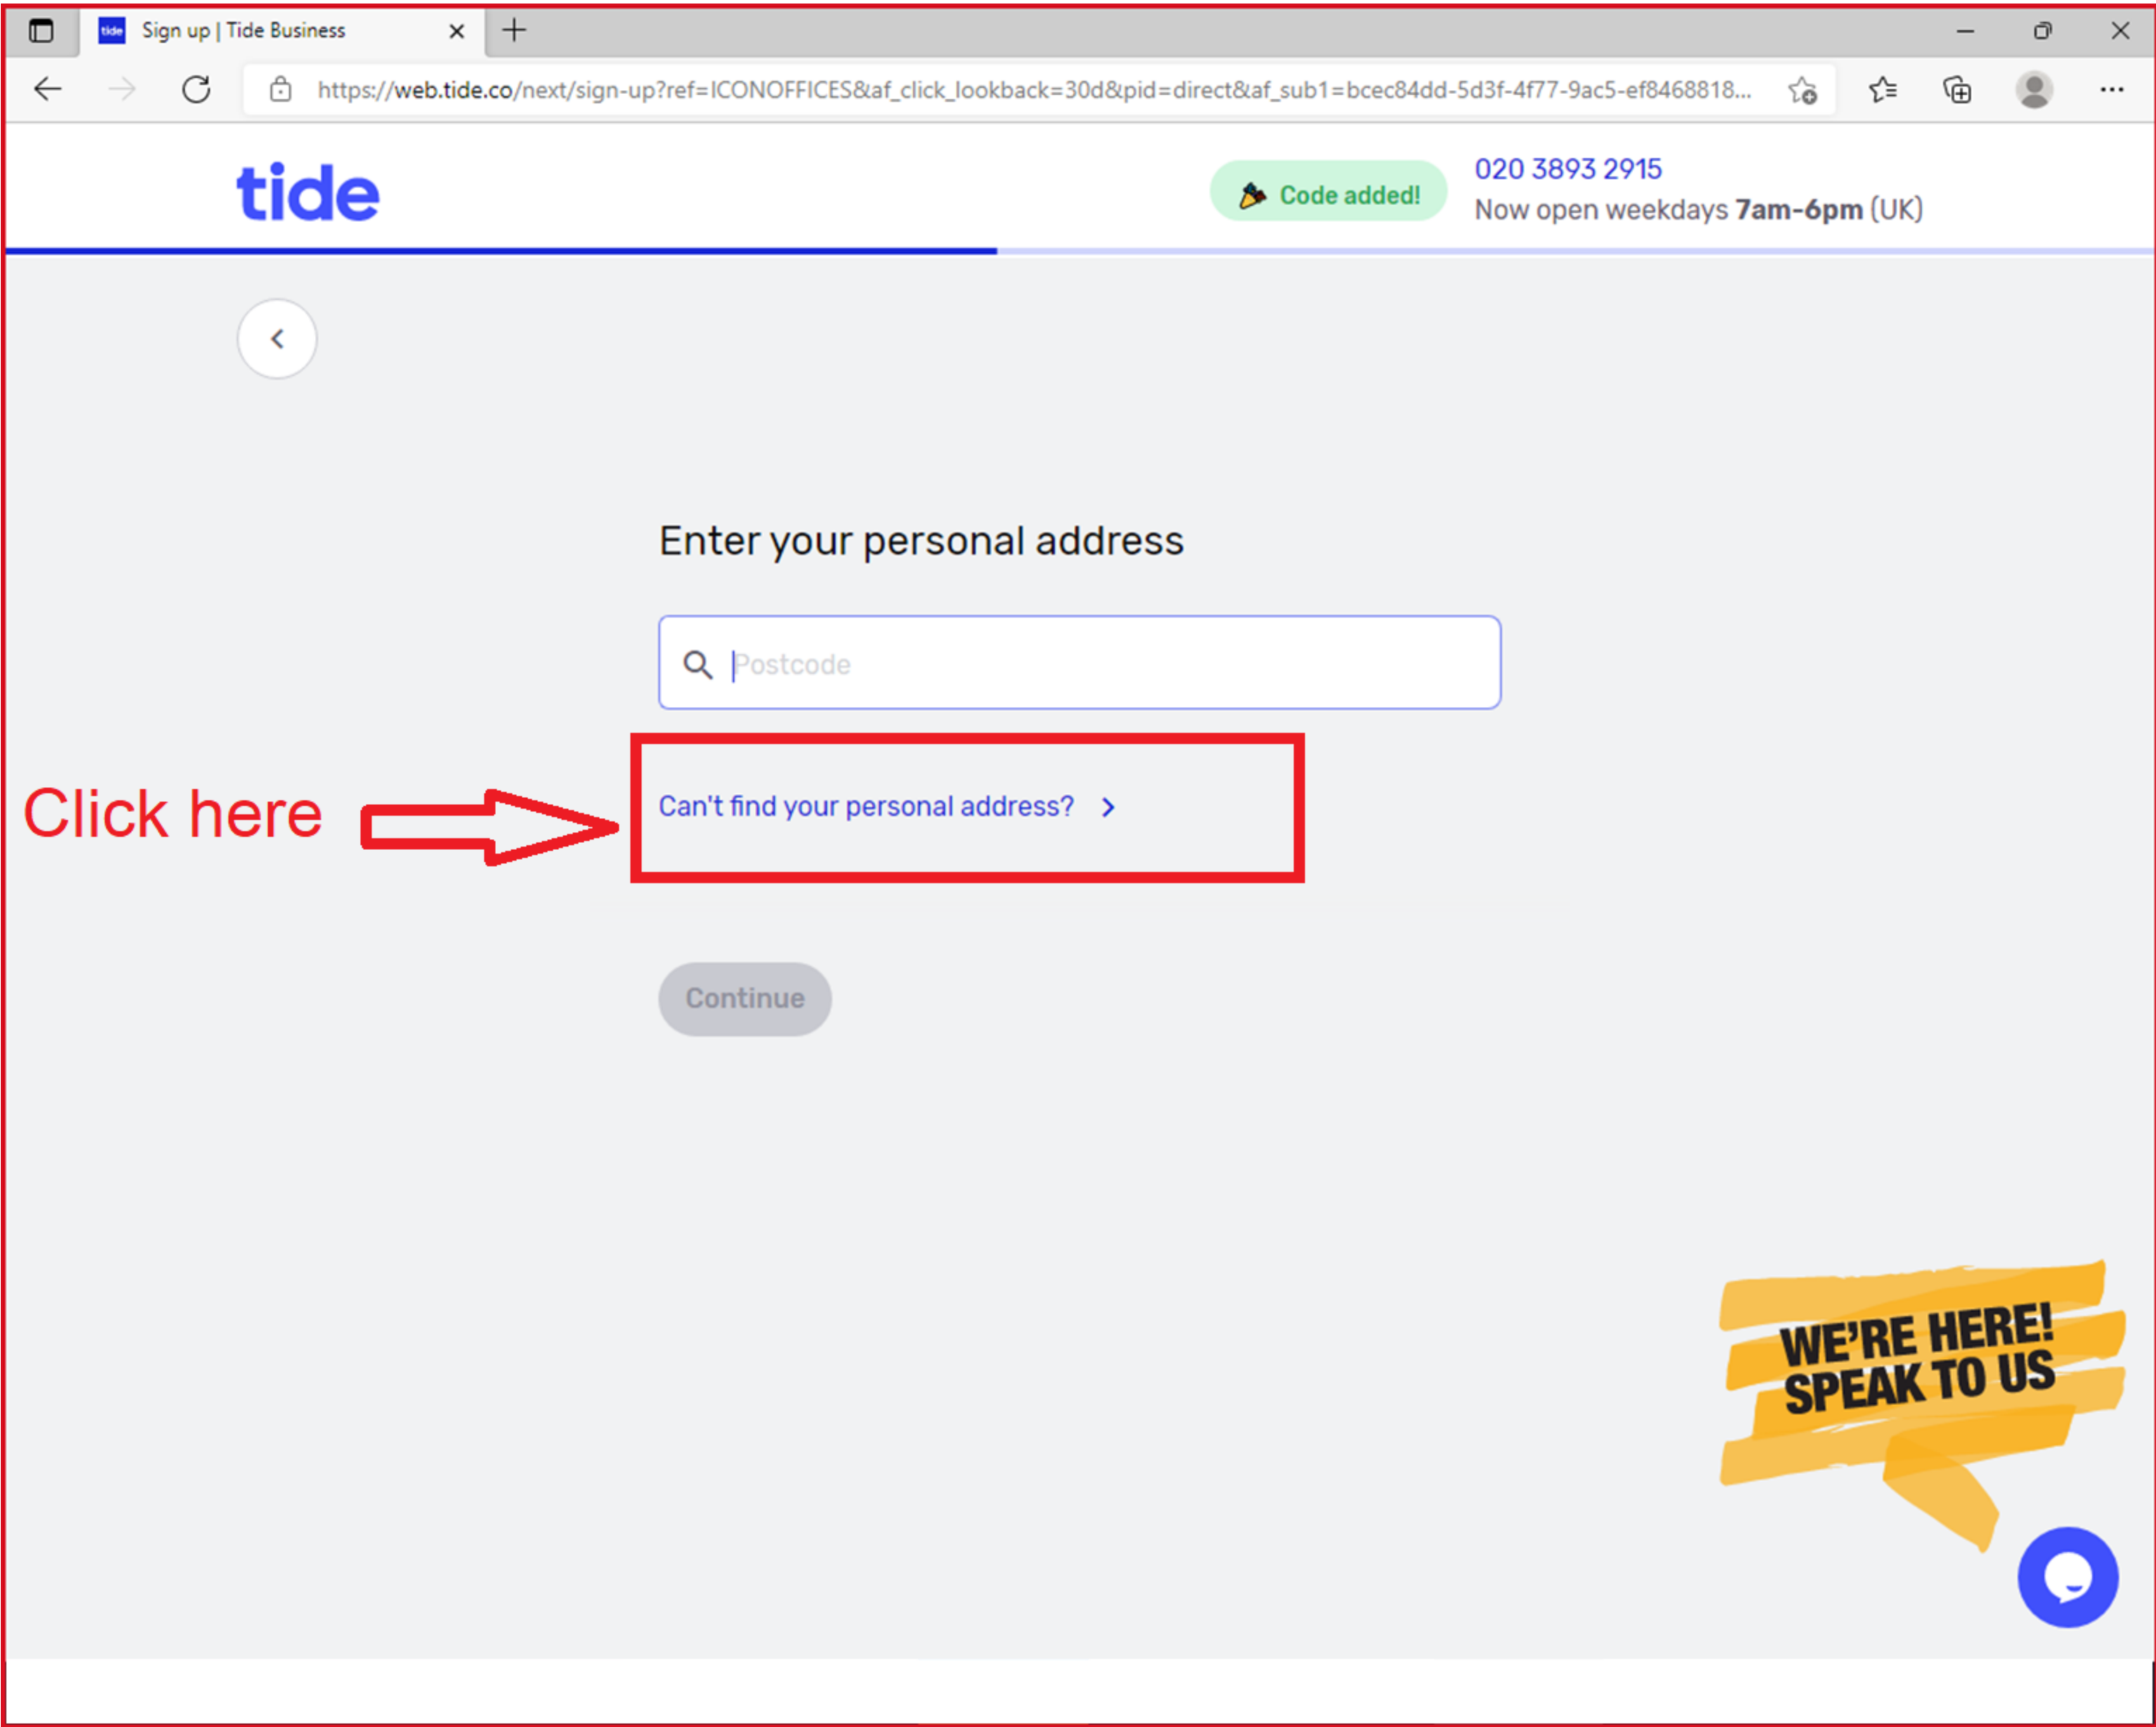 tide
Sign up | Tide Business
https://web.tide.co/next/sign-up?ref=ICONOFFICES&af_click_lookback=30d&pid=direct&af_sub1=bcec84dd-5d3f-4f77-9ac5-ef8468818...
tide
Code added!
020 3893 2915
Now open weekdays 7am-6pm (UK)
Enter your personal address
Postcode
Click here
Can't find your personal address?
Continue
WE'RE HERE!
SPEAK TO US